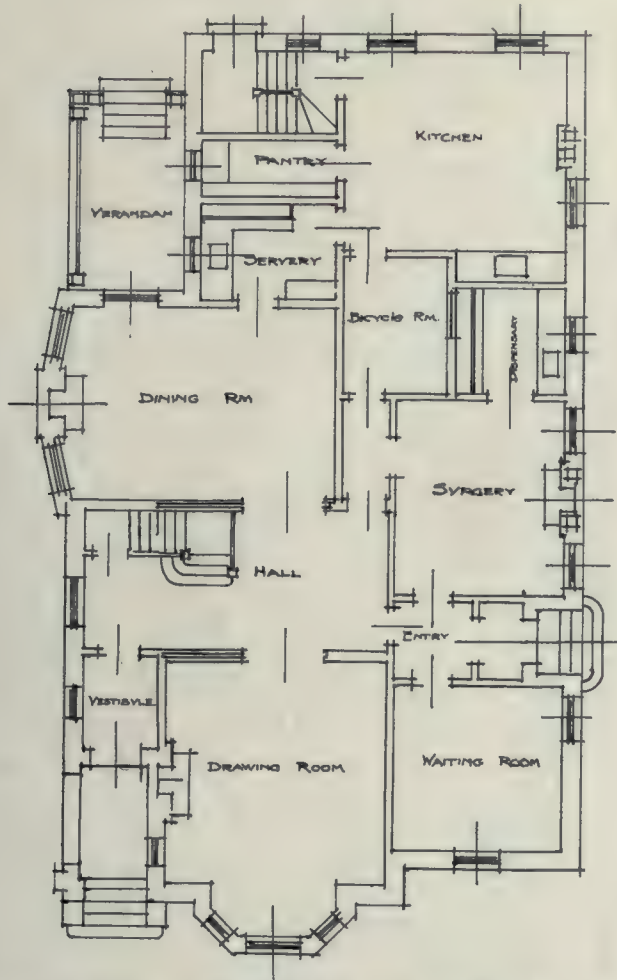 KITCHEN
PANTRY
VERANDAH
SERVERY
BICYCLE RM.
DISPENSARY
DINING RM
SURGERY
HALL
ENTRY
VESTIBULE
DRAWING ROOM
WAITING ROOM